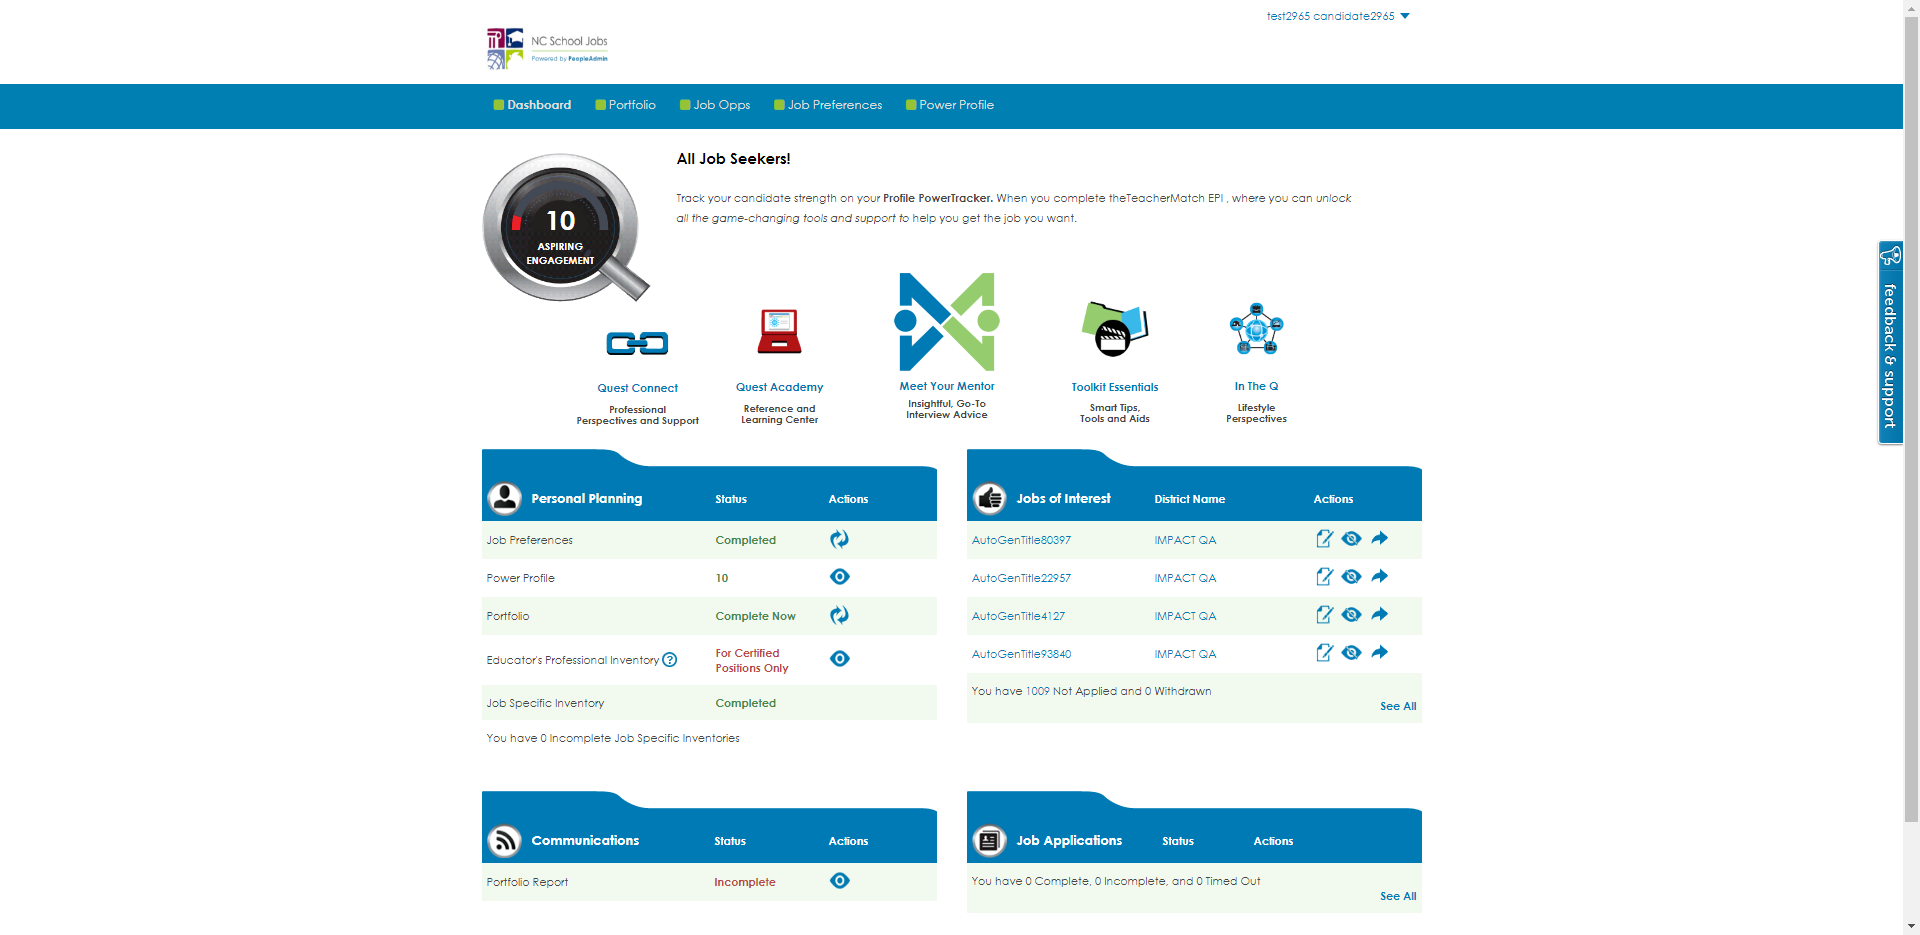 test2965 candidate2965
NC School Jobs
Powered by PeopleAdmin
Dashboard
Portfolio
Job Opps
Job Preferences
Power Profile
10
ASPIRING
ENGAGEMENT
All Job Seekers!
Track your candidate strength on your Profile PowerTracker. When you complete theTeacherMatch EPI , where you can unlock
all the game-changing tools and support to help you get the job you want.
Quest Connect
Professional
Perspectives and Support
Quest Academy
Reference and
Learning Center
Meet Your Mentor
Insightful, Go-To
Interview Advice
Toolkit Essentials
Smart Tips,
Tools and Aids
In The Q
Lifestyle
Perspectives
feedback & support
Personal Planning Status Actions
Job Preferences Completed
Power Profile 10
Portfolio Complete Now
Educator's Professional Inventory ? For Certified
Positions Only
Job Specific Inventory Completed
You have 0 Incomplete Job Specific Inventories
Jobs of Interest District Name Actions
AutoGenTitle80397 IMPACT QA
AutoGenTitle22957 IMPACT QA
AutoGenTitle4127 IMPACT QA
AutoGenTitle93840 IMPACT QA
You have 1009 Not Applied and 0 Withdrawn
See All
Communications Status Actions
Portfolio Report Incomplete
Job Applications Status Actions
You have 0 Complete, 0 Incomplete, and 0 Timed Out
See All